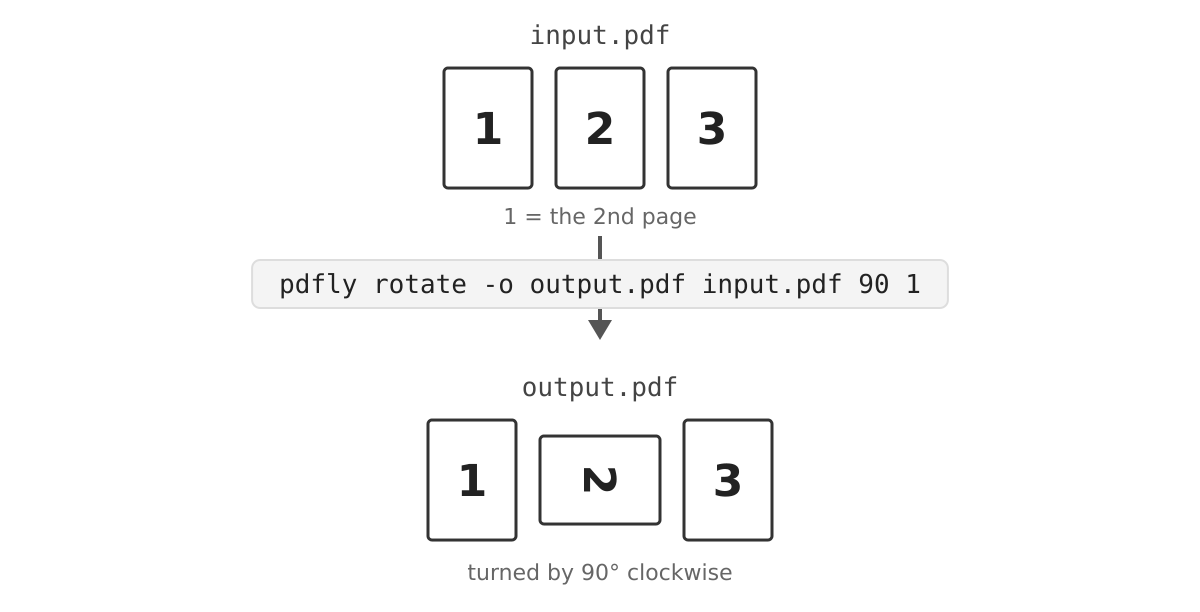 input.pdf
1 2 3
1 = the 2nd page
pdfly rotate -o output.pdf input.pdf 90 1
output.pdf
1 2 3
turned by 90° clockwise